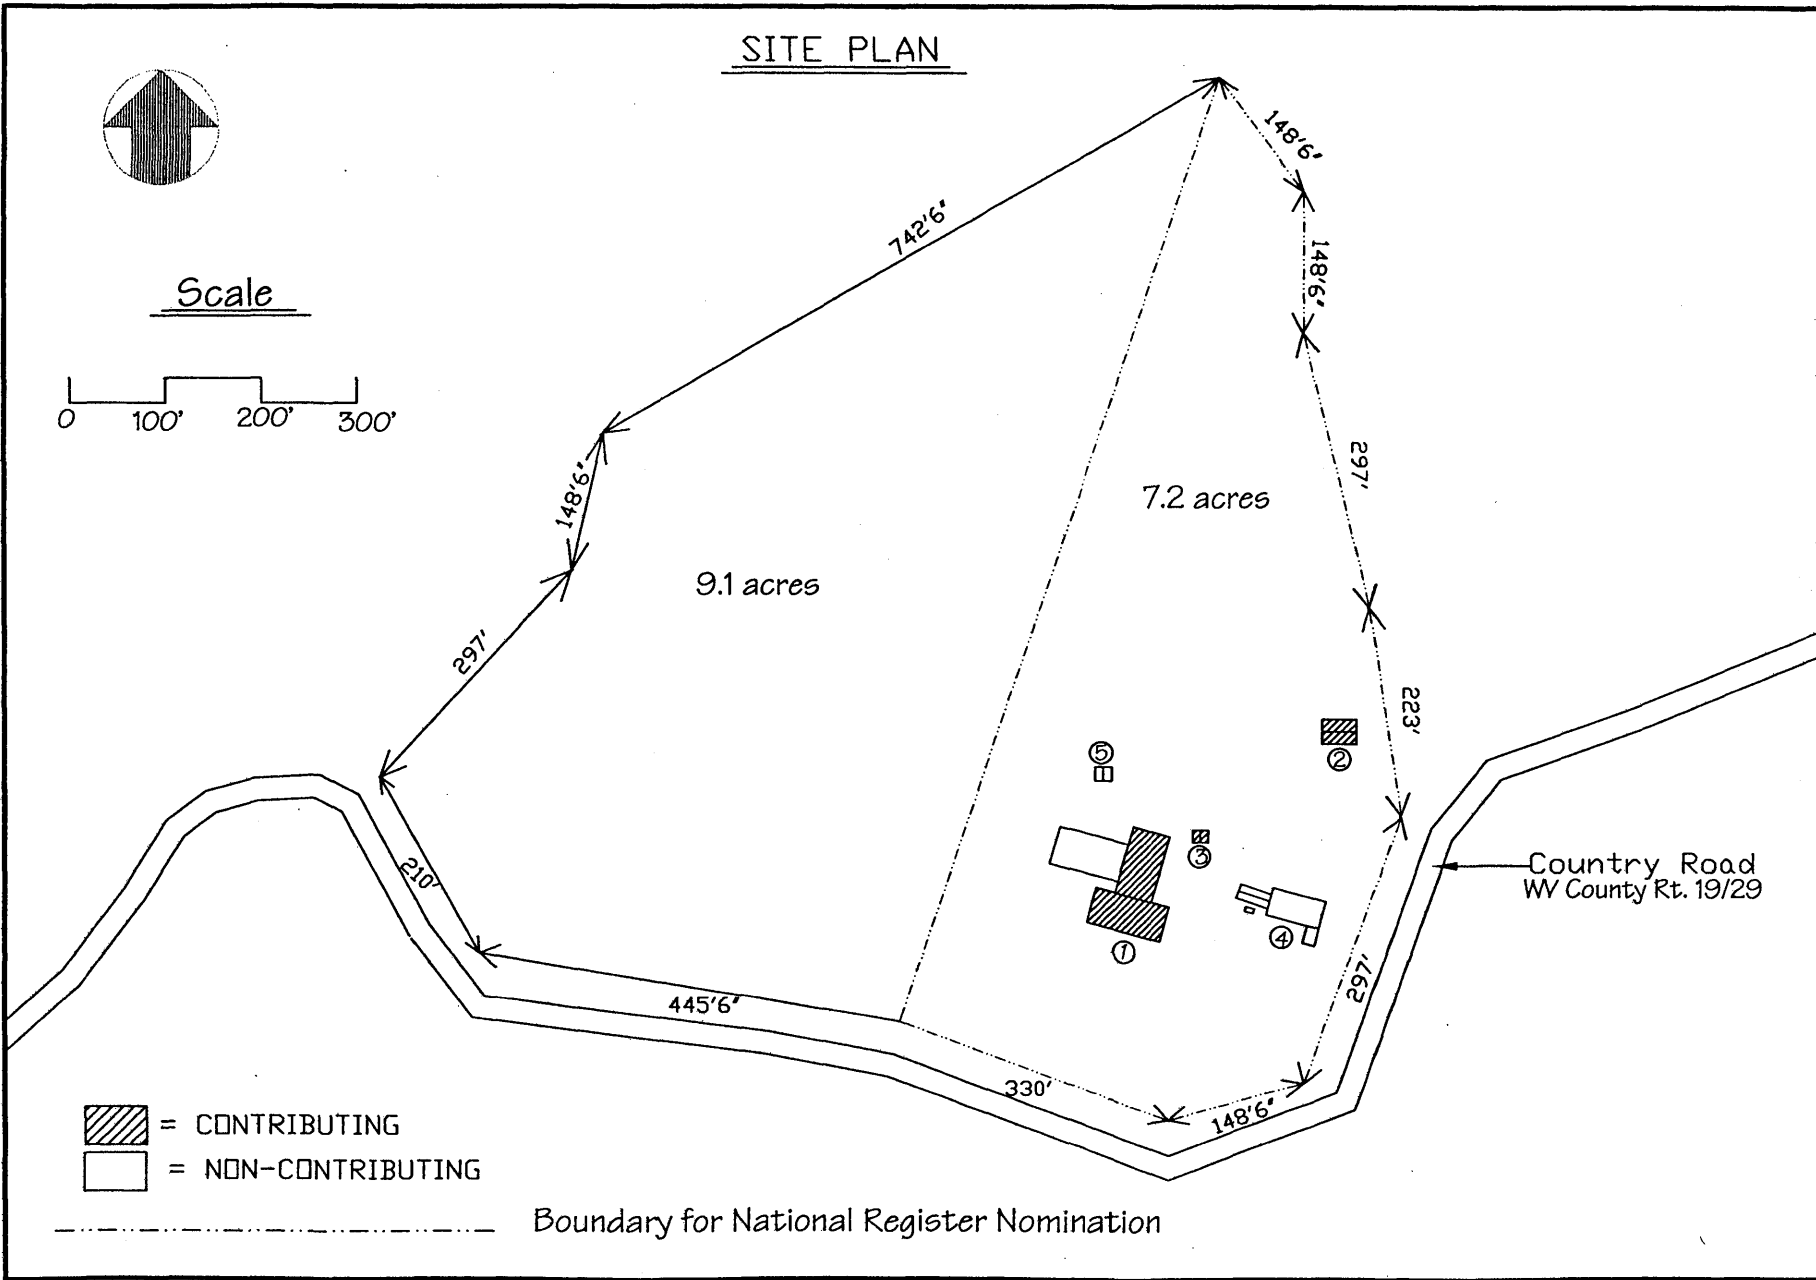 SITE PLAN
148'6"
742'6"
148'6"
Scale
0 100' 200' 300'
297'
148'6"
7.2 acres
9.1 acres
297'
223'
②
⑤
③
210'
Country Road
WV County Rt. 19/29
①
④
297'
445'6"
330'
148'6"
= CONTRIBUTING
= NON-CONTRIBUTING
Boundary for National Register Nomination